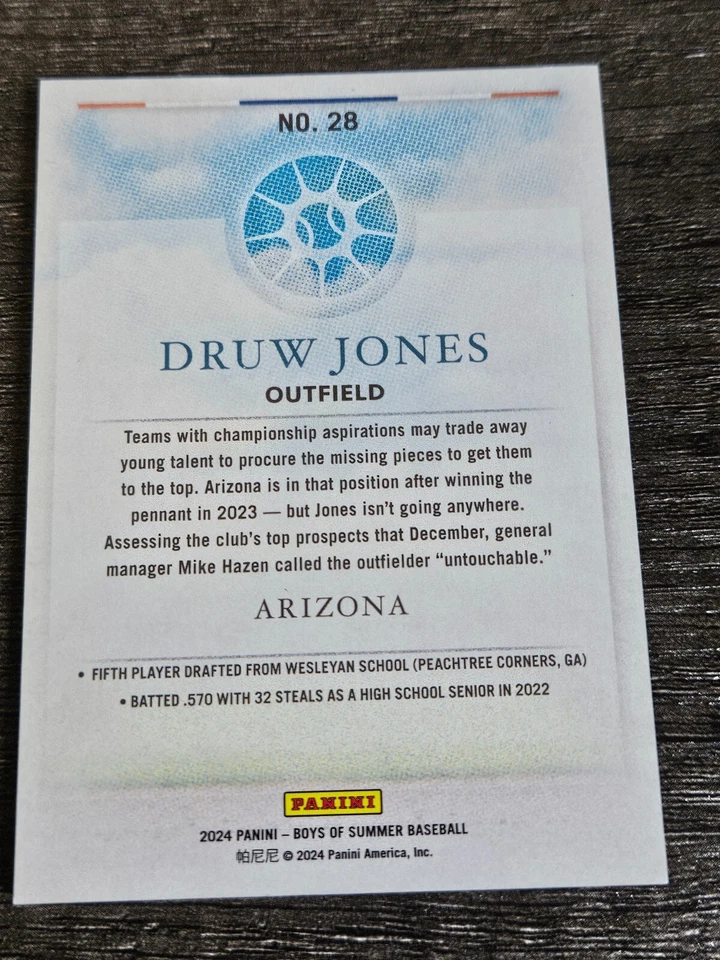 NO. 28
DRUW JONES
OUTFIELD
Teams with championship aspirations may trade away
young talent to procure the missing pieces to get them
to the top. Arizona is in that position after winning the
pennant in 2023 — but Jones isn't going anywhere.
Assessing the club's top prospects that December, general
manager Mike Hazen called the outfielder “untouchable.”
ARIZONA
• FIFTH PLAYER DRAFTED FROM WESLEYAN SCHOOL (PEACHTREE CORNERS, GA)
• BATTED .570 WITH 32 STEALS AS A HIGH SCHOOL SENIOR IN 2022
PANINI
2024 PANINI – BOYS OF SUMMER BASEBALL
帕尼尼 © 2024 Panini America, Inc.